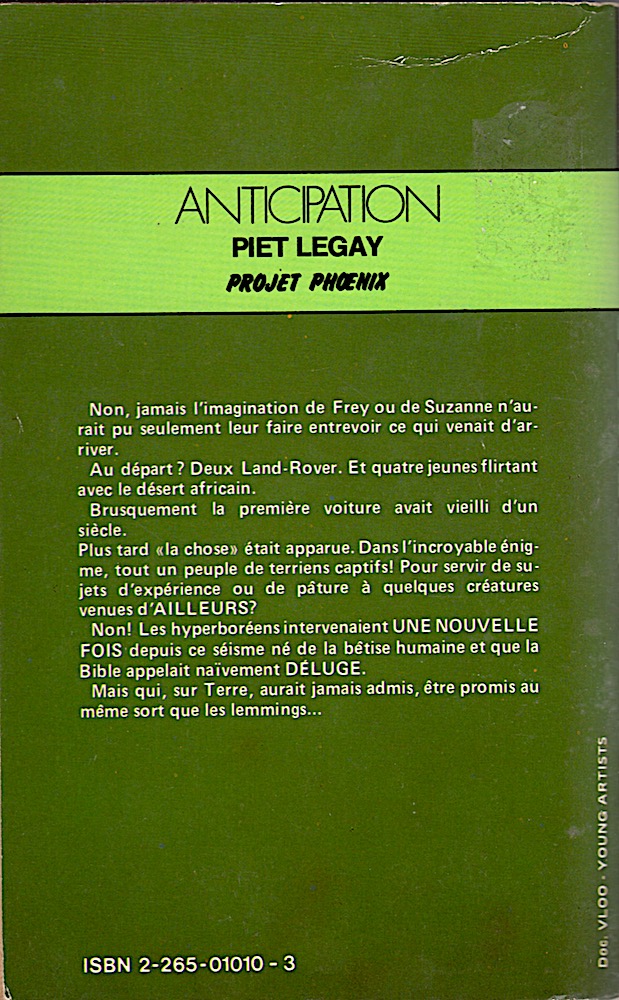 ANTICIPATION
PIET LEGAY
PROJET PHŒNIX
Non, jamais l'imagination de Frey ou de Suzanne n'au-
rait pu seulement leur faire entrevoir ce qui venait d'ar-
river.
Au départ? Deux Land-Rover. Et quatre jeunes flirtant
avec le désert africain.
Brusquement la première voiture avait vieilli d'un
siècle.
Plus tard «la chose» était apparue. Dans l'incroyable énig-
me, tout un peuple de terriens captifs! Pour servir de su-
jets d'expérience ou de pâture à quelques créatures
venues d'AILLEURS?
Non! Les hyperboréens intervenaient UNE NOUVELLE
FOIS depuis ce séisme né de la bêtise humaine et que la
Bible appelait naïvement DÉLUGE.
Mais qui, sur Terre, aurait jamais admis, être promis au
même sort que les lemmings...
Doc. VLOO - YOUNG ARTISTS
ISBN 2-265-01010-3